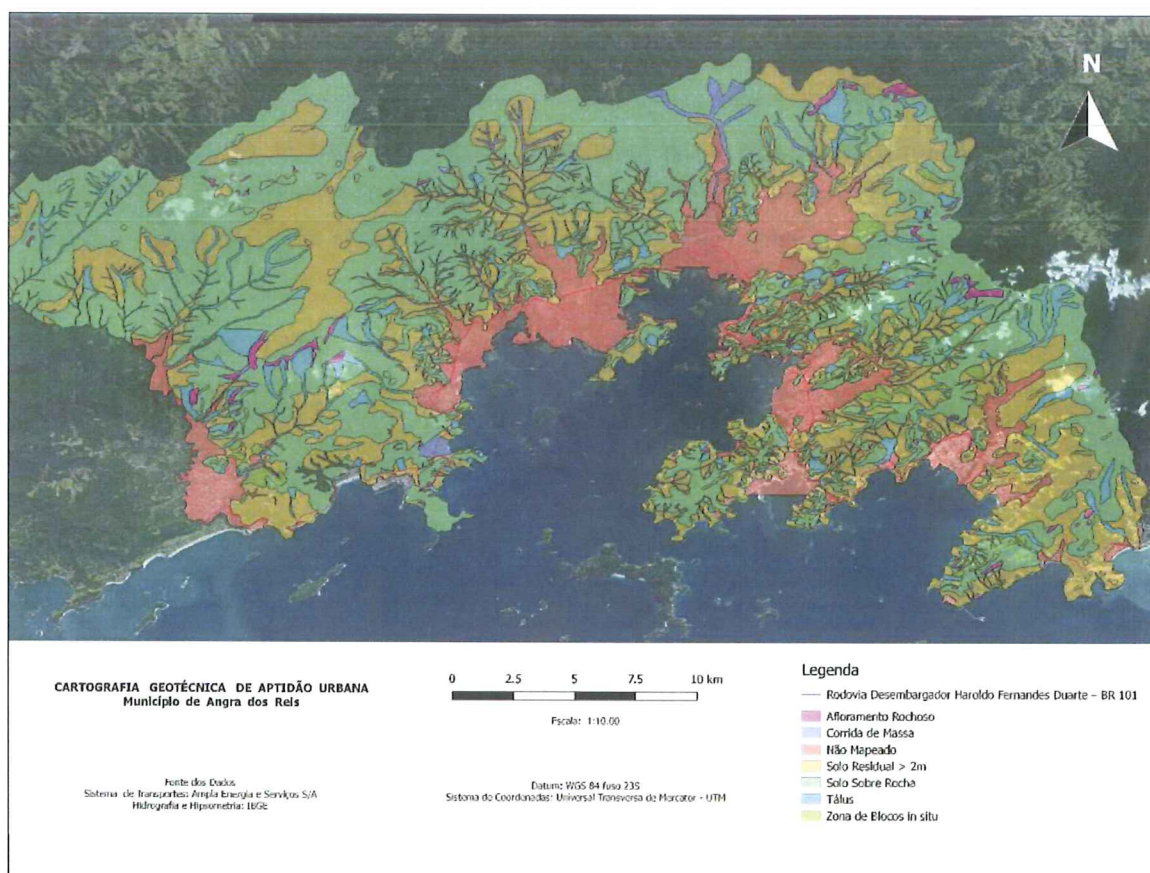 N
CARTOGRAFIA GEOTÉCNICA DE APTIDÃO URBANA
Município de Angra dos Reis
Fonte dos Dados
Sistema de Transportes: Ampla Energia e Serviços S/A
Hidrografia e Hipsometria: IBGE
0 2.5 5 7.5 10 km
Escala: 1:10.00
Datum: WGS 84 fuso 23S
Sistema de Coordenadas: Universal Transversa de Mercator - UTM
Legenda
Rodovia Desembargador Haroldo Fernandes Duarte – BR 101
Afloramento Rochoso
Corrida de Massa
Não Mapeado
Solo Residual > 2m
Solo Sobre Rocha
Tálus
Zona de Blocos in situ